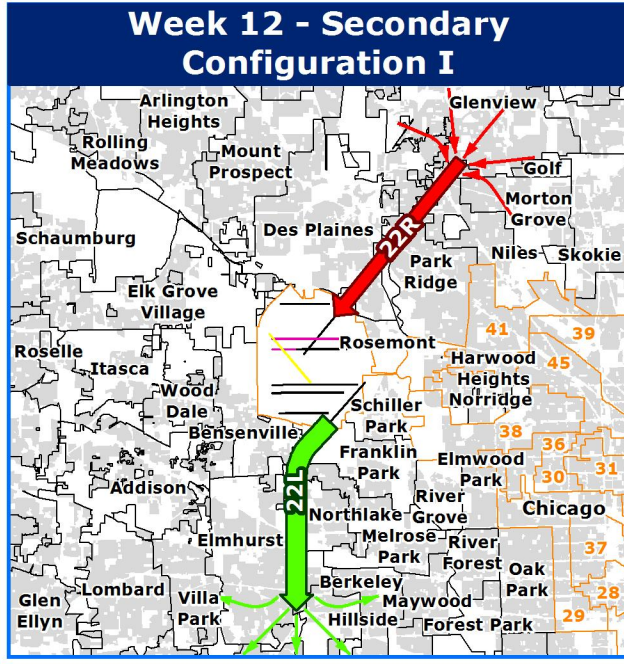 Week 12 - Secondary
Configuration I
Arlington
Heights
Glenview
Rolling
Meadows
Mount
Prospect
Golf
Morton
Grove
Des Plaines
22R
Schaumburg
Niles
Skokie
Park
Ridge
Elk Grove
Village
41
39
Rosemont
Roselle
Itasca
Harwood
Heights
45
Norridge
Wood
Dale
Schiller
Park
Bensenville
38
36
Franklin
Park
Elmwood
Park
30
31
Addison
22L
River
Grove
Chicago
Northlake
Elmhurst
Melrose
Park
River
Forest
37
Oak
Park
Berkeley
Lombard
Villa
Park
Maywood
28
Glen
Ellyn
Hillside
Forest Park
29